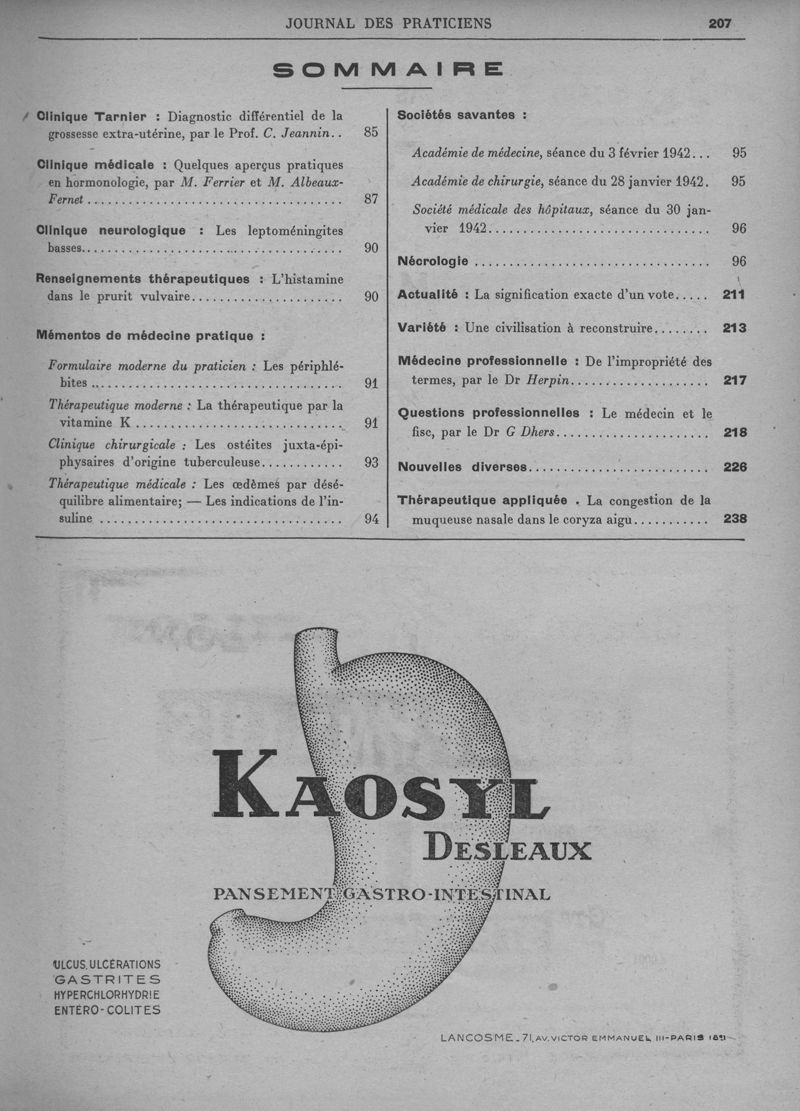 JOURNAL DES PRATICIENS 207
SOMMAIRE
Clinique Tarnier : Diagnostic différentiel de la
grossesse extra-utérine, par le Prof. C. Jeannin.. 85
Clinique médicale : Quelques aperçus pratiques
en hormonologie, par M. Ferrier et M. Albeaux-
Fernet ..................................... 87
Clinique neurologique : Les leptoméningites
basses...................................... 90
Renseignements thérapeutiques : L'histamine
dans le prurit vulvaire...................... 90
Mémentos de médecine pratique :
Formulaire moderne du praticien : Les périphlé-
bites ..................................... 91
Thérapeutique moderne : La thérapeutique par la
vitamine K .............................. 91
Clinique chirurgicale : Les ostéites juxta-épi-
physaires d'origine tuberculeuse............ 93
Thérapeutique médicale : Les œdèmes par désé-
quilibre alimentaire; — Les indications de l'in-
suline ................................... 94
Sociétés savantes :
Académie de médecine, séance du 3 février 1942... 95
Académie de chirurgie, séance du 28 janvier 1942. 95
Société médicale des hôpitaux, séance du 30 jan-
vier 1942................................ 96
Nécrologie .................................. 96
Actualité : La signification exacte d'un vote..... 211
Variété : Une civilisation à reconstruire........ 213
Médecine professionnelle : De l'impropriété des
termes, par le Dr Herpin.................... 217
Questions professionnelles : Le médecin et le
fisc, par le Dr G Dhers...................... 218
Nouvelles diverses.......................... 226
Thérapeutique appliquée . La congestion de la
muqueuse nasale dans le coryza aigu........... 238
KAOSYL
DESLEAUX
PANSEMENT GASTRO-INTESTINAL
ULCUS, ULCÉRATIONS
GASTRITES
HYPERCHLORHYDRIE
ENTÉRO-COLITES
LANCOSME_71, AV. VICTOR EMMANUEL III-PARIS